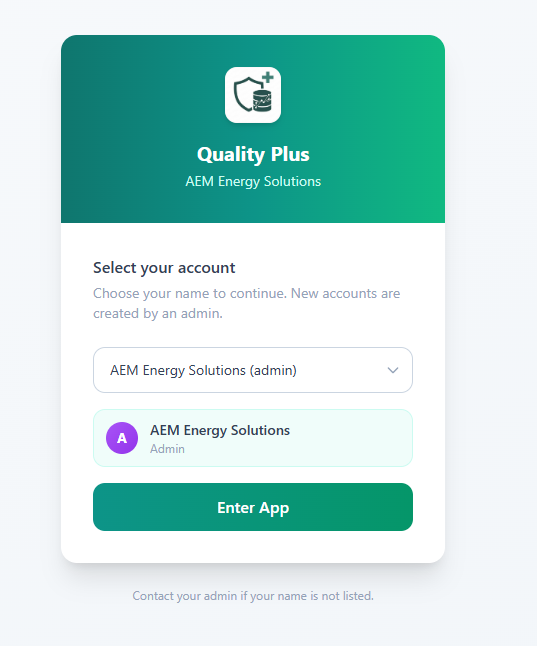 Quality Plus
AEM Energy Solutions
Select your account
Choose your name to continue. New accounts are
created by an admin.
AEM Energy Solutions (admin)
A
AEM Energy Solutions
Admin
Enter App
Contact your admin if your name is not listed.